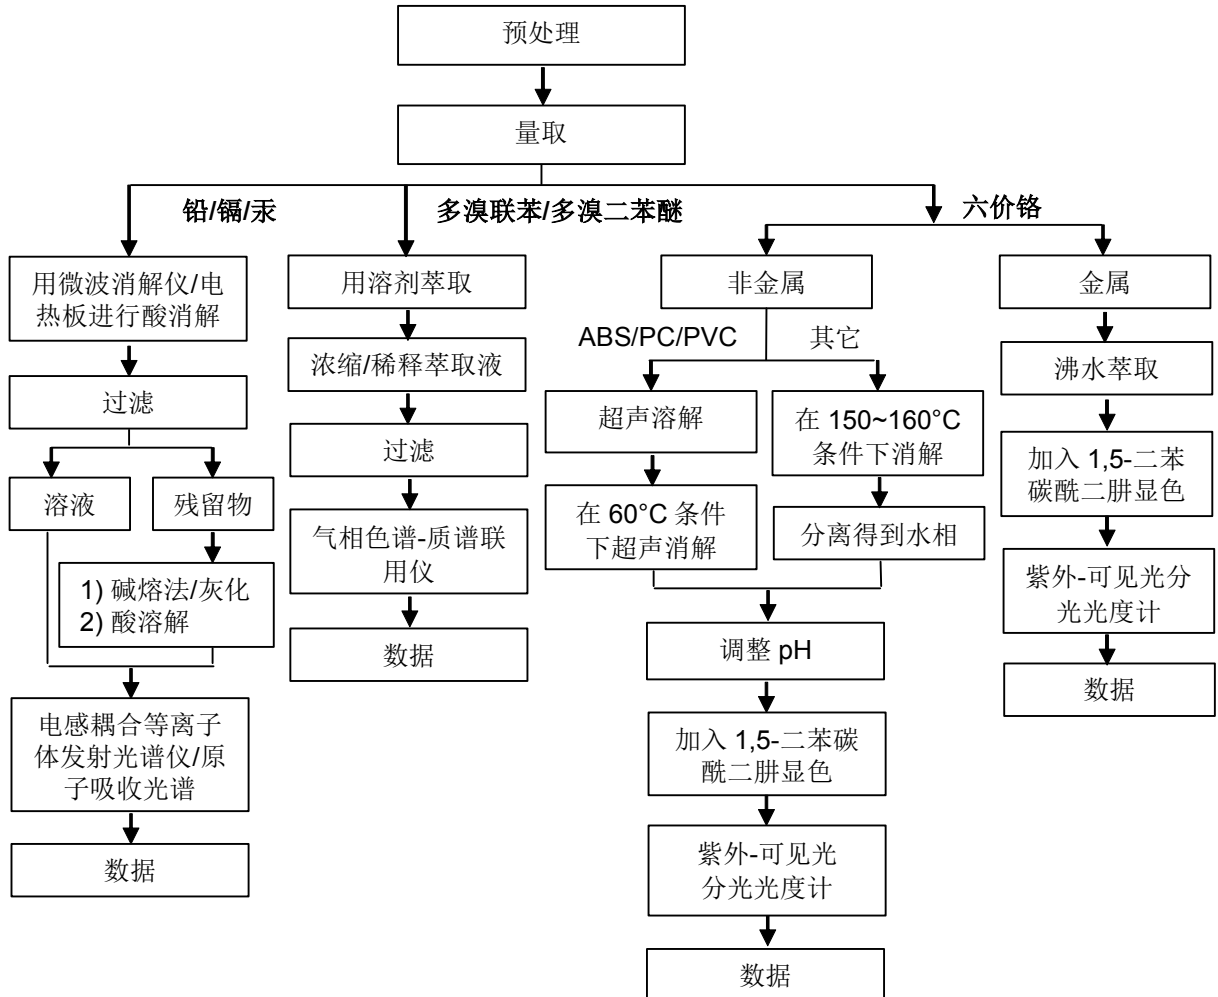 预处理
量取
铅/镉/汞
多溴联苯/多溴二苯醚
六价铬
用微波消解仪/电
热板进行酸消解
过滤
溶液
残留物
1) 碱熔法/灰化
2) 酸溶解
电感耦合等离子
体发射光谱仪/原
子吸收光谱
数据
用溶剂萃取
浓缩/稀释萃取液
过滤
气相色谱-质谱联
用仪
数据
非金属
ABS/PC/PVC
其它
超声溶解
在 60°C 条件
下超声消解
在 150~160°C
条件下消解
分离得到水相
调整 pH
加入 1,5-二苯碳
酰二肼显色
紫外-可见光
分光光度计
数据
金属
沸水萃取
加入 1,5-二苯
碳酰二肼显色
紫外-可见光分
光光度计
数据